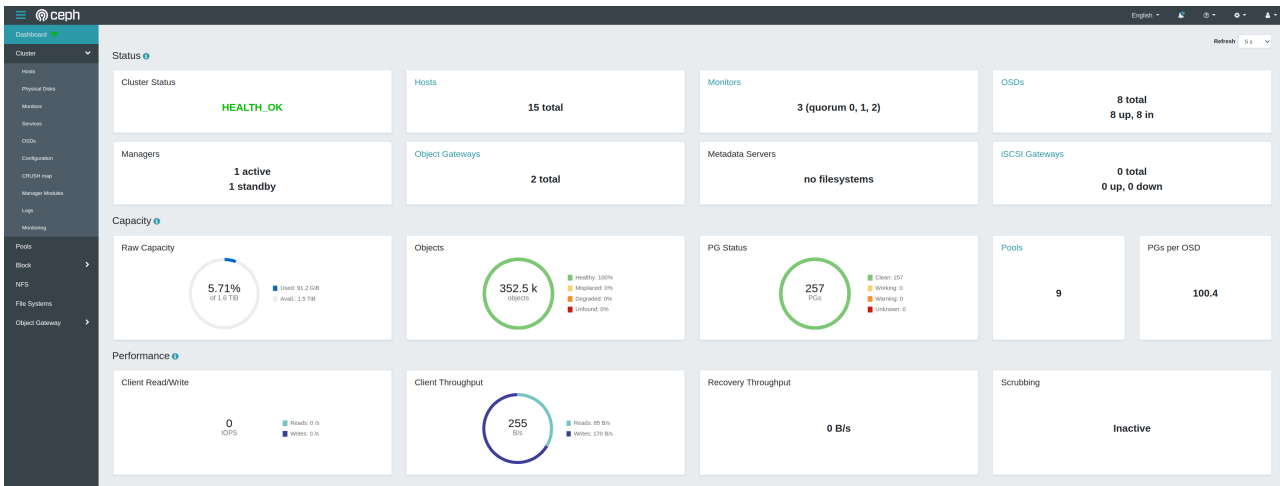 ceph
English
Dashboard
Refresh 5 s
Cluster
Hosts
Physical Disks
Monitors
Services
OSDs
Configuration
CRUSH map
Manager Modules
Logs
Monitoring
Pools
Block
NFS
File Systems
Object Gateway
Status
Cluster Status
HEALTH_OK
Hosts
15 total
Monitors
3 (quorum 0, 1, 2)
OSDs
8 total
8 up, 8 in
Managers
1 active
1 standby
Object Gateways
2 total
Metadata Servers
no filesystems
iSCSI Gateways
0 total
0 up, 0 down
Capacity
Raw Capacity
5.71%
of 1.6 TiB
Used: 91.2 GiB
Avail.: 1.5 TiB
Objects
352.5 k
objects
Healthy: 100%
Misplaced: 0%
Degraded: 0%
Unfound: 0%
PG Status
257
PGs
Clean: 257
Working: 0
Warning: 0
Unknown: 0
Pools
9
PGs per OSD
100.4
Performance
Client Read/Write
0
IOPS
Reads: 0 /s
Writes: 0 /s
Client Throughput
255
B/s
Reads: 85 B/s
Writes: 170 B/s
Recovery Throughput
0 B/s
Scrubbing
Inactive